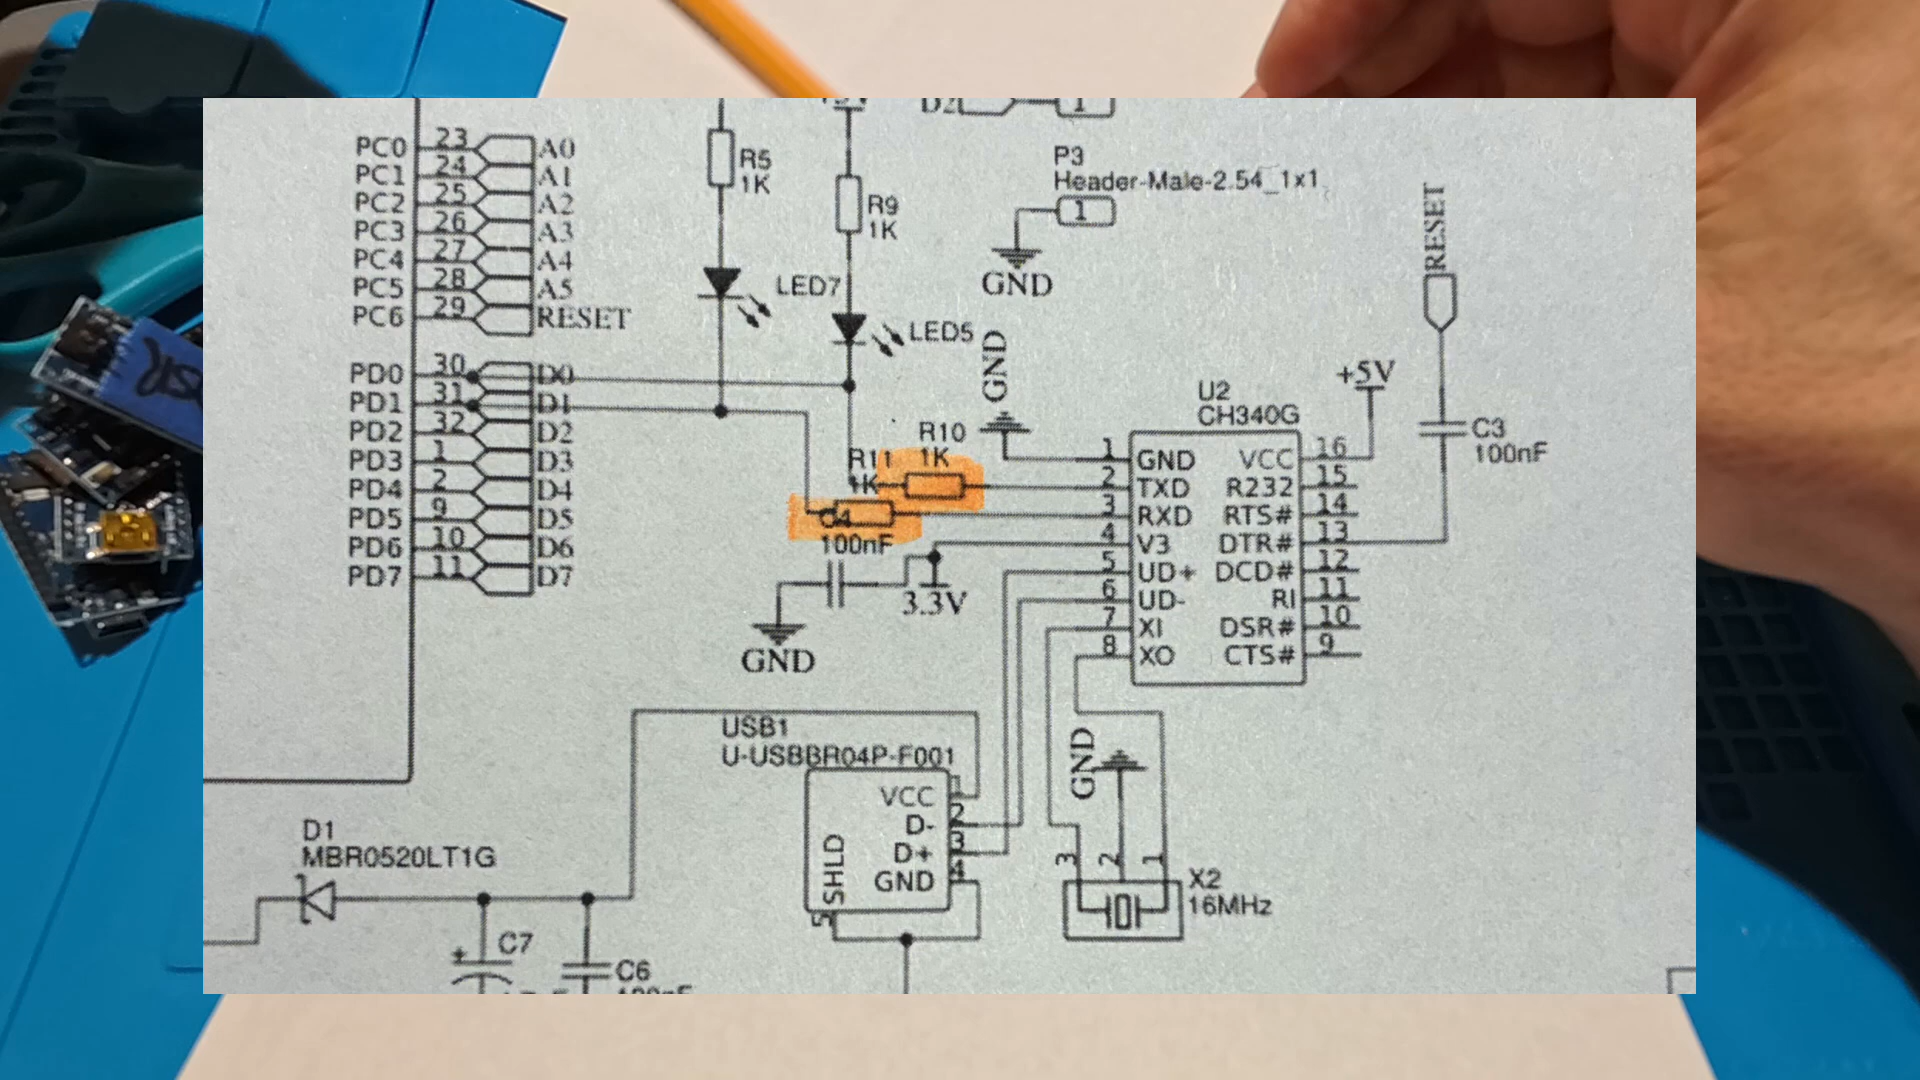 PC0 23 A0
PC1 24 A1
PC2 25 A2
PC3 26 A3
PC4 27 A4
PC5 28 A5
PC6 29 RESET
PD0 30 D0
PD1 31 D1
PD2 32 D2
PD3 1 D3
PD4 2 D4
PD5 9 D5
PD6 10 D6
PD7 11 D7
R5
1K
LED7
R9
1K
LED5
D2
1
P3
Header-Male-2.54_1x1
1
GND
RESET
GND
+5V
C3
100nF
U2
CH340G
1 GND VCC 16
2 TXD R232 15
3 RXD RTS# 14
4 V3 DTR# 13
5 UD+ DCD# 12
6 UD- RI 11
7 XI DSR# 10
8 XO CTS# 9
R10
1K
R11
1K
C4
100nF
3.3V
GND
USB1
U-USBBR04P-F001
VCC 1
D- 2
D+ 3
GND 4
SHLD
5
GND
3 2 1
X2
16MHz
D1
MBR0520LT1G
+ C7
C6